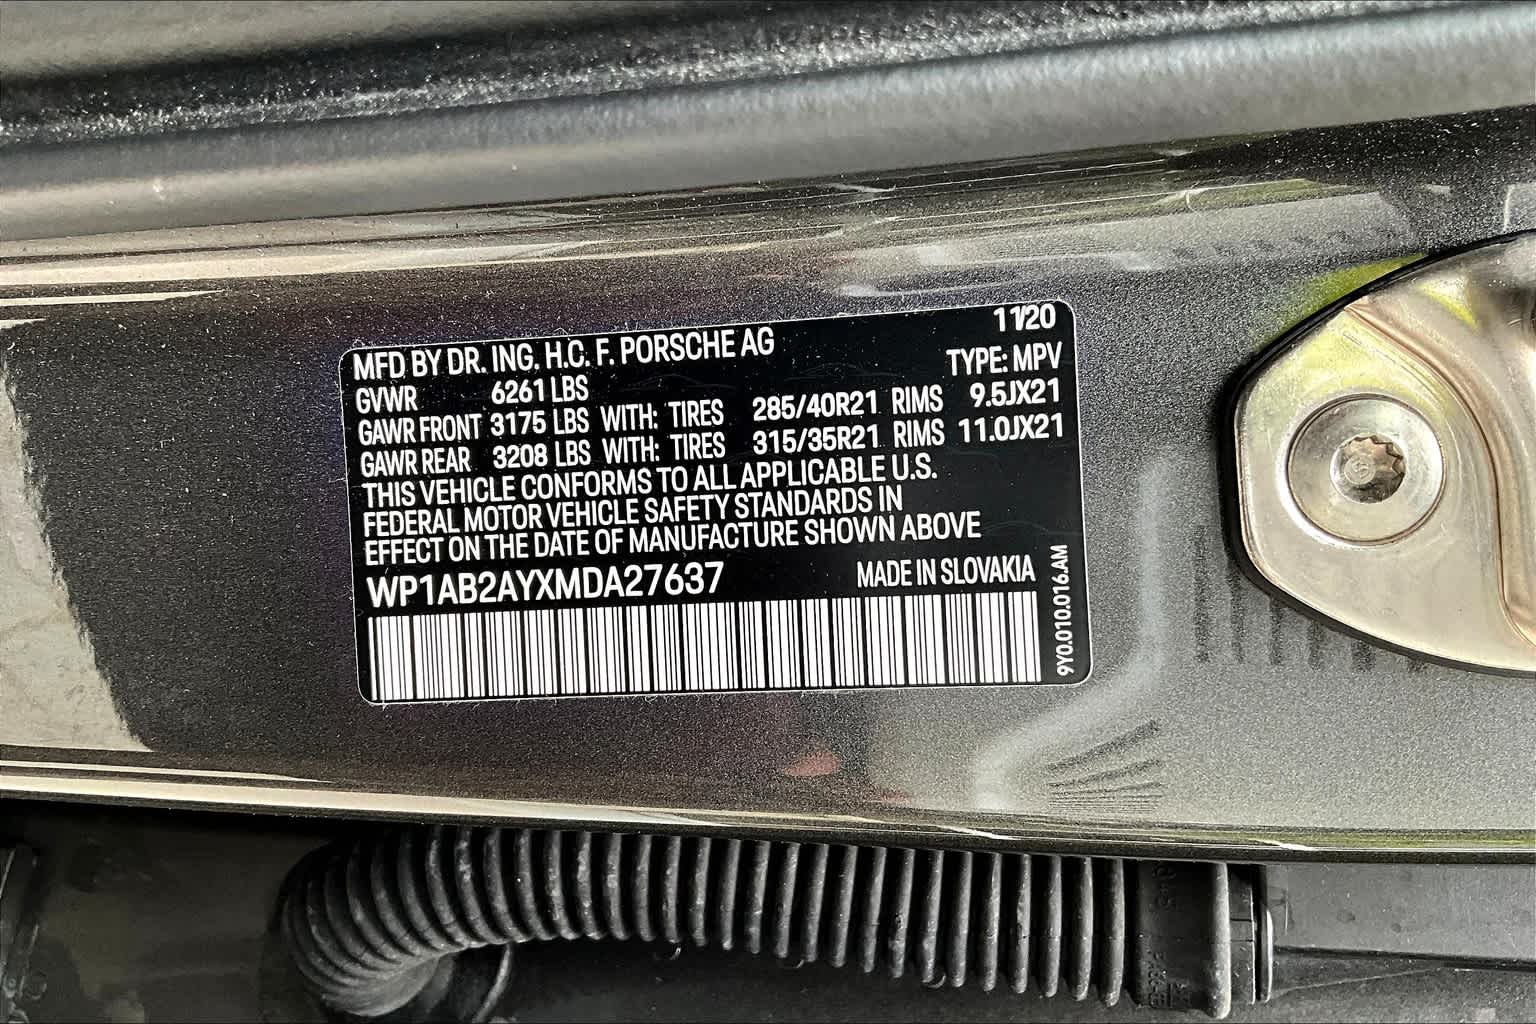 MFD BY DR. ING. H.C. F. PORSCHE AG 11/20
GVWR 6261 LBS TYPE: MPV
GAWR FRONT 3175 LBS WITH: TIRES 285/40R21 RIMS 9.5JX21
GAWR REAR 3208 LBS WITH: TIRES 315/35R21 RIMS 11.0JX21
THIS VEHICLE CONFORMS TO ALL APPLICABLE U.S.
FEDERAL MOTOR VEHICLE SAFETY STANDARDS IN
EFFECT ON THE DATE OF MANUFACTURE SHOWN ABOVE
WP1AB2AYXMDA27637 MADE IN SLOVAKIA
9Y0.010.016.AM